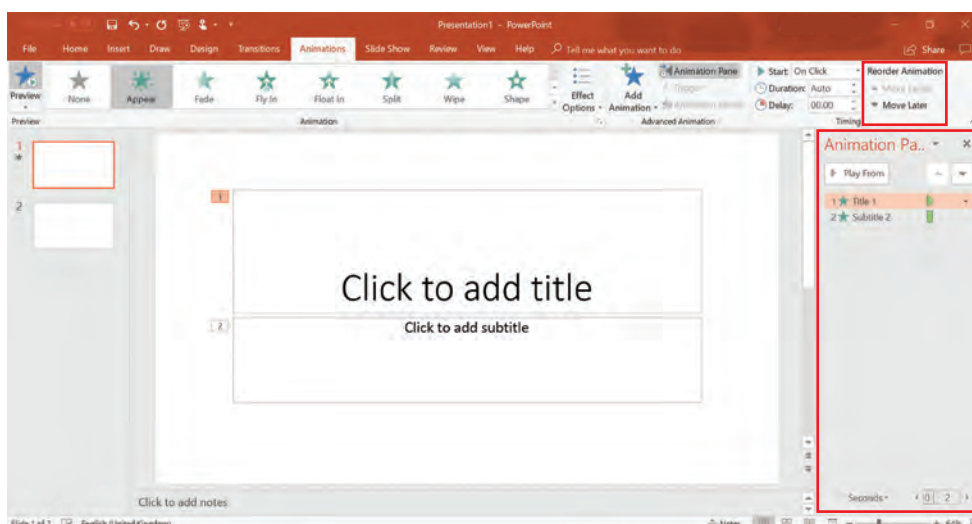 Presentation1 - PowerPoint
File Home Insert Draw Design Transitions Animations Slide Show Review View Help Tell me what you want to do Share
Preview None Appear Fade Fly In Float In Split Wipe Shape Effect Options Add Animation Animation Pane Trigger Start: On Click Duration: Auto Delay: 00.00 Reorder Animation Move Later
Preview Animation Advanced Animation Timing
1
2
1
Click to add title
2
Click to add subtitle
Click to add notes
Animation Pa..
Play From
1 Title 1
2 Subtitle 2
Seconds 0 2
Slide 1 of 2 English (United Kingdom) Notes 64%